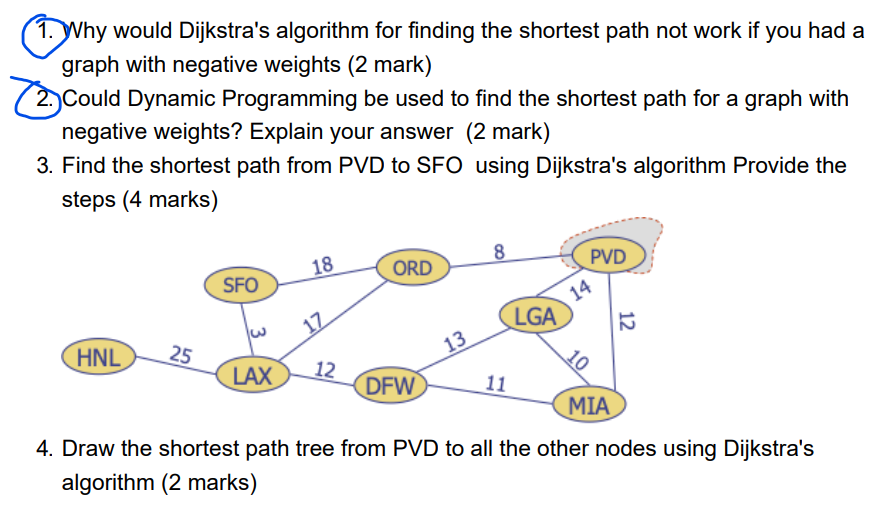 1. Why would Dijkstra's algorithm for finding the shortest path not work if you had a
graph with negative weights (2 mark)
2. Could Dynamic Programming be used to find the shortest path for a graph with
negative weights? Explain your answer (2 mark)
3. Find the shortest path from PVD to SFO using Dijkstra's algorithm Provide the
steps (4 marks)
8
PVD
18
ORD
SFO
14
LGA
12
17
3
13
HNL
25
10
LAX
12
DFW
11
MIA
4. Draw the shortest path tree from PVD to all the other nodes using Dijkstra's
algorithm (2 marks)